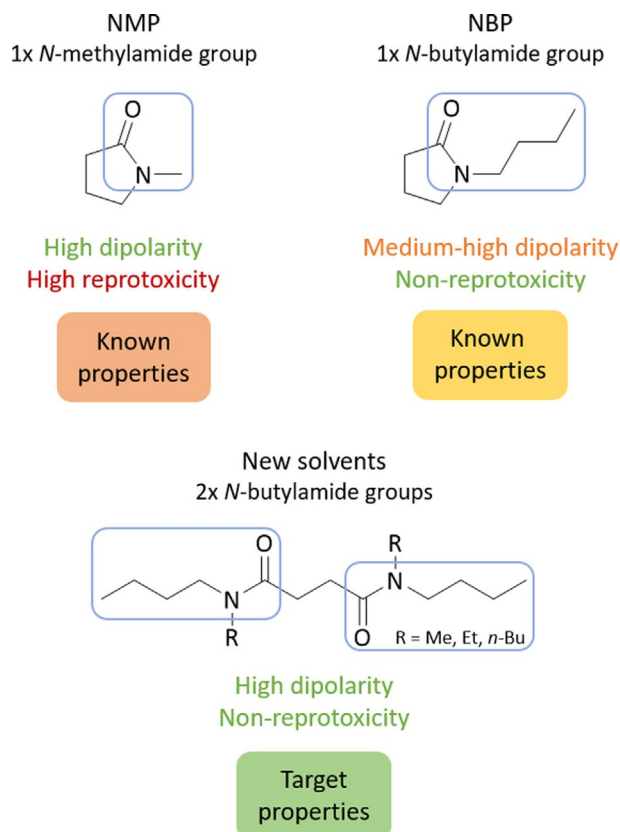 NMP
1x N-methylamide group
O
N
High dipolarity
High reprotoxicity
Known
properties
NBP
1x N-butylamide group
O
N
Medium-high dipolarity
Non-reprotoxicity
Known
properties
New solvents
2x N-butylamide groups
O
R
N
N
R
O
R = Me, Et, n-Bu
High dipolarity
Non-reprotoxicity
Target
properties